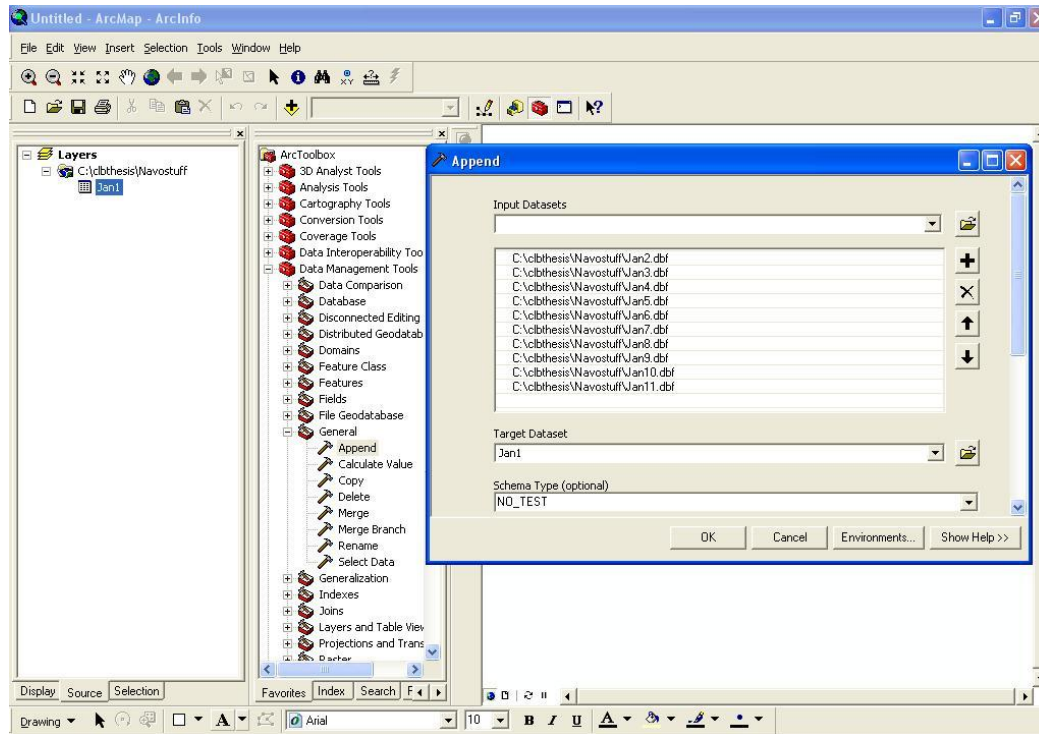 Untitled - ArcMap - ArcInfo
File Edit View Insert Selection Tools Window Help
Layers
C:\clbthesis\Navostuff
Jan1
ArcToolbox
3D Analyst Tools
Analysis Tools
Cartography Tools
Conversion Tools
Coverage Tools
Data Interoperability Too
Data Management Tools
Data Comparison
Database
Disconnected Editing
Distributed Geodatab
Domains
Feature Class
Features
Fields
File Geodatabase
General
Append
Calculate Value
Copy
Delete
Merge
Merge Branch
Rename
Select Data
Generalization
Indexes
Joins
Layers and Table View
Projections and Trans
Raster
Append
Input Datasets
C:\clbthesis\Navostuff\Jan2.dbf
C:\clbthesis\Navostuff\Jan3.dbf
C:\clbthesis\Navostuff\Jan4.dbf
C:\clbthesis\Navostuff\Jan5.dbf
C:\clbthesis\Navostuff\Jan6.dbf
C:\clbthesis\Navostuff\Jan7.dbf
C:\clbthesis\Navostuff\Jan8.dbf
C:\clbthesis\Navostuff\Jan9.dbf
C:\clbthesis\Navostuff\Jan10.dbf
C:\clbthesis\Navostuff\Jan11.dbf
Target Dataset
Jan1
Schema Type (optional)
NO_TEST
OK Cancel Environments... Show Help >>
Display Source Selection
Favorites Index Search F
Drawing A Arial 10 B I U A